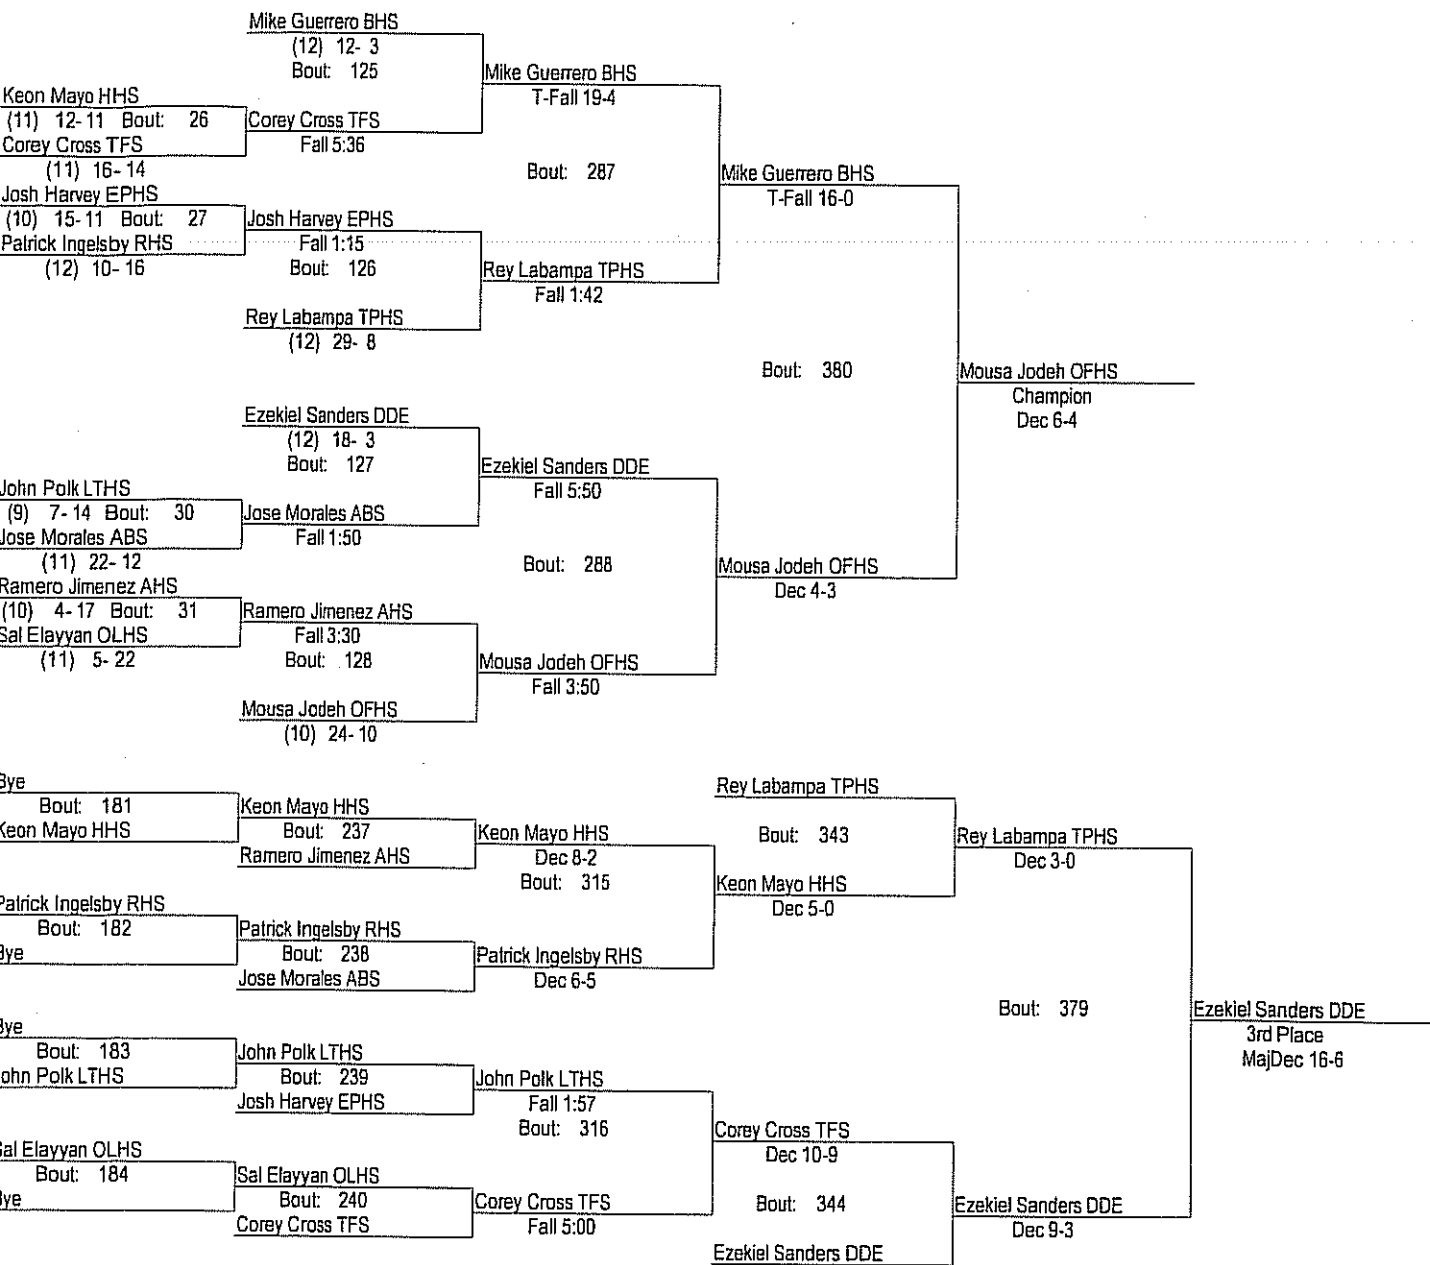 Mike Guerrero BHS
(12) 12- 3
Bout: 125
Mike Guerrero BHS
T-Fall 19-4
Keon Mayo HHS
(11) 12- 11 Bout: 26
Corey Cross TFS
Fall 5:36
Corey Cross TFS
(11) 16- 14
Bout: 287
Mike Guerrero BHS
T-Fall 16-0
Josh Harvey EPHS
(10) 15- 11 Bout: 27
Josh Harvey EPHS
Fall 1:15
Bout: 126
Patrick Ingelsby RHS
(12) 10- 16
Rey Labampa TPHS
Fall 1:42
Rey Labampa TPHS
(12) 29- 8
Bout: 380
Mousa Jodeh OFHS
Champion
Dec 6-4
Ezekiel Sanders DDE
(12) 18- 3
Bout: 127
Ezekiel Sanders DDE
Fall 5:50
John Polk LTHS
(9) 7- 14 Bout: 30
Jose Morales ABS
Fall 1:50
Jose Morales ABS
(11) 22- 12
Bout: 288
Mousa Jodeh OFHS
Dec 4-3
Ramero Jimenez AHS
(10) 4- 17 Bout: 31
Ramero Jimenez AHS
Fall 3:30
Bout: 128
Sal Elayyan OLHS
(11) 5- 22
Mousa Jodeh OFHS
Fall 3:50
Mousa Jodeh OFHS
(10) 24- 10
Bye
Bout: 181
Keon Mayo HHS
Keon Mayo HHS
Bout: 237
Ramero Jimenez AHS
Keon Mayo HHS
Dec 8-2
Bout: 315
Rey Labampa TPHS
Bout: 343
Keon Mayo HHS
Dec 5-0
Rey Labampa TPHS
Dec 3-0
Patrick Ingelsby RHS
Bout: 182
Bye
Patrick Ingelsby RHS
Bout: 238
Jose Morales ABS
Patrick Ingelsby RHS
Dec 6-5
Bout: 379
Ezekiel Sanders DDE
3rd Place
MajDec 16-6
Bye
Bout: 183
John Polk LTHS
John Polk LTHS
Bout: 239
Josh Harvey EPHS
John Polk LTHS
Fall 1:57
Bout: 316
Corey Cross TFS
Dec 10-9
Bout: 344
Sal Elayyan OLHS
Bout: 184
Bye
Sal Elayyan OLHS
Bout: 240
Corey Cross TFS
Corey Cross TFS
Fall 5:00
Ezekiel Sanders DDE
Dec 9-3
Ezekiel Sanders DDE